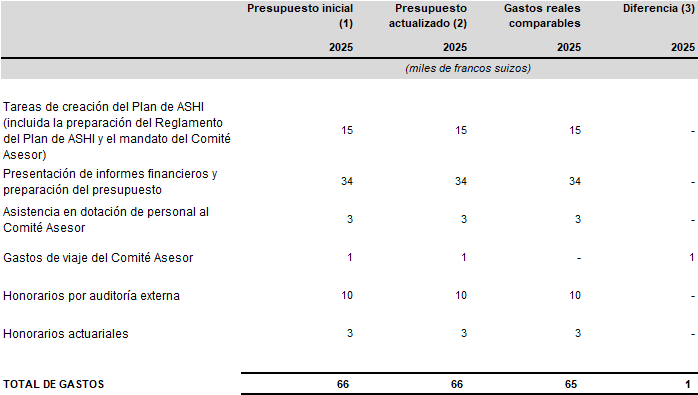 Presupuesto inicial (1) Presupuesto actualizado (2) Gastos reales comparables Diferencia (3)
2025 2025 2025 2025
(miles de francos suizos)
Tareas de creación del Plan de ASHI
(incluida la preparación del Reglamento
del Plan de ASHI y el mandato del Comité
Asesor) 15 15 15 -
Presentación de informes financieros y
preparación del presupuesto 34 34 34 -
Asistencia en dotación de personal al
Comité Asesor 3 3 3 -
Gastos de viaje del Comité Asesor 1 1 - 1
Honorarios por auditoría externa 10 10 10 -
Honorarios actuariales 3 3 3 -
TOTAL DE GASTOS 66 66 65 1